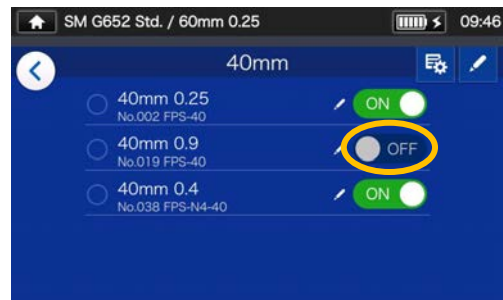 SM G652 Std. / 60mm 0.25
09:46
40mm
40mm 0.25
No.002 FPS-40
ON
40mm 0.9
No.019 FPS-40
OFF
40mm 0.4
No.038 FPS-N4-40
ON